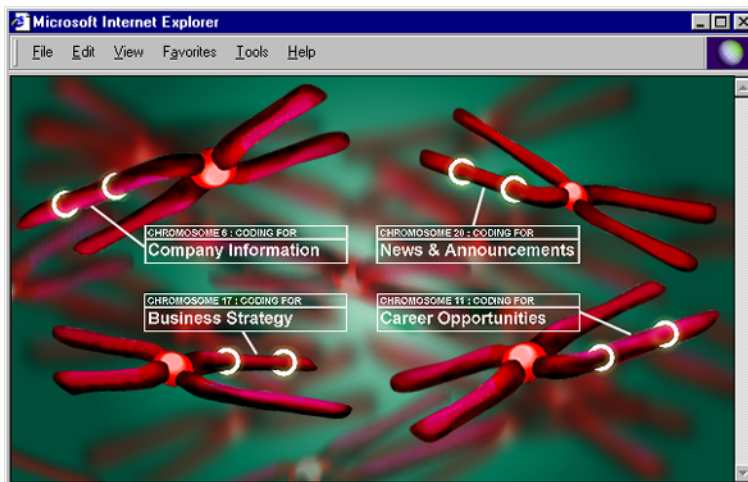 Microsoft Internet Explorer
File Edit View Favorites Tools Help
CHROMOSOME 6 : CODING FOR
Company Information
CHROMOSOME 20 : CODING FOR
News & Announcements
CHROMOSOME 17 : CODING FOR
Business Strategy
CHROMOSOME 11 : CODING FOR
Career Opportunities